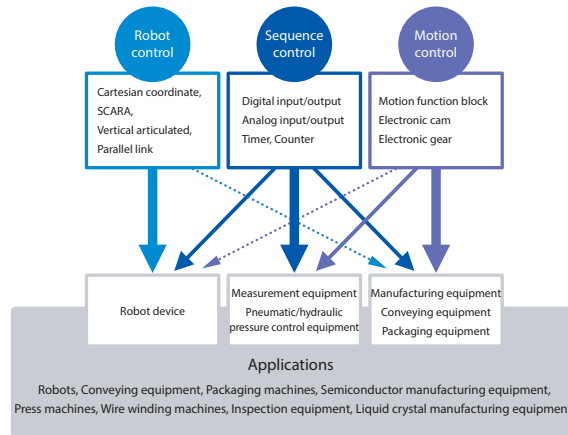 Robot
control
Sequence
control
Motion
control
Cartesian coordinate,
SCARA,
Vertical articulated,
Parallel link
Digital input/output
Analog input/output
Timer, Counter
Motion function block
Electronic cam
Electronic gear
Robot device
Measurement equipment
Pneumatic/hydraulic
pressure control equipment
Manufacturing equipment
Conveying equipment
Packaging equipment
Applications
Robots, Conveying equipment, Packaging machines, Semiconductor manufacturing equipment,
Press machines, Wire winding machines, Inspection equipment, Liquid crystal manufacturing equipmen